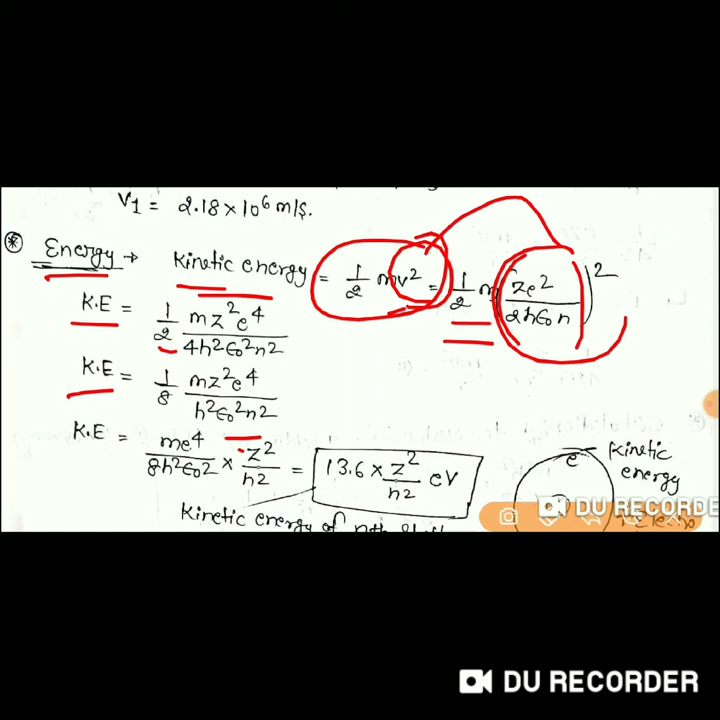 V1 = 2.18×10⁶ m/s.
* Energy → Kinetic energy = 1/2 mv² = 1/2 m(ze²/2hϵ₀n)²
K.E = 1/2 mz²e⁴/4h²ϵ₀²n²
K.E = 1/8 mz²e⁴/h²ϵ₀²n²
K.E = me⁴/8h²ϵ₀² × z²/n² = 13.6 × z²/n² eV
Kinetic energy of nth
e⁻ Kinetic
energy
DU RECORDER
DU RECORDER